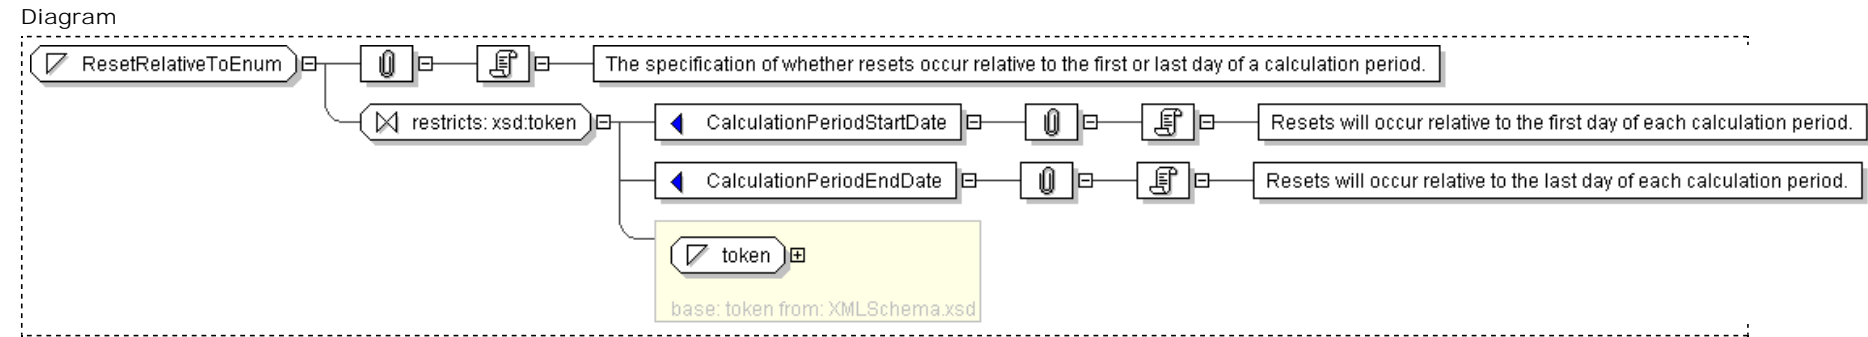 Diagram
ResetRelativeToEnum
The specification of whether resets occur relative to the first or last day of a calculation period.
restricts: xsd:token
CalculationPeriodStartDate
Resets will occur relative to the first day of each calculation period.
CalculationPeriodEndDate
Resets will occur relative to the last day of each calculation period.
token
base: token from: XMLSchema.xsd